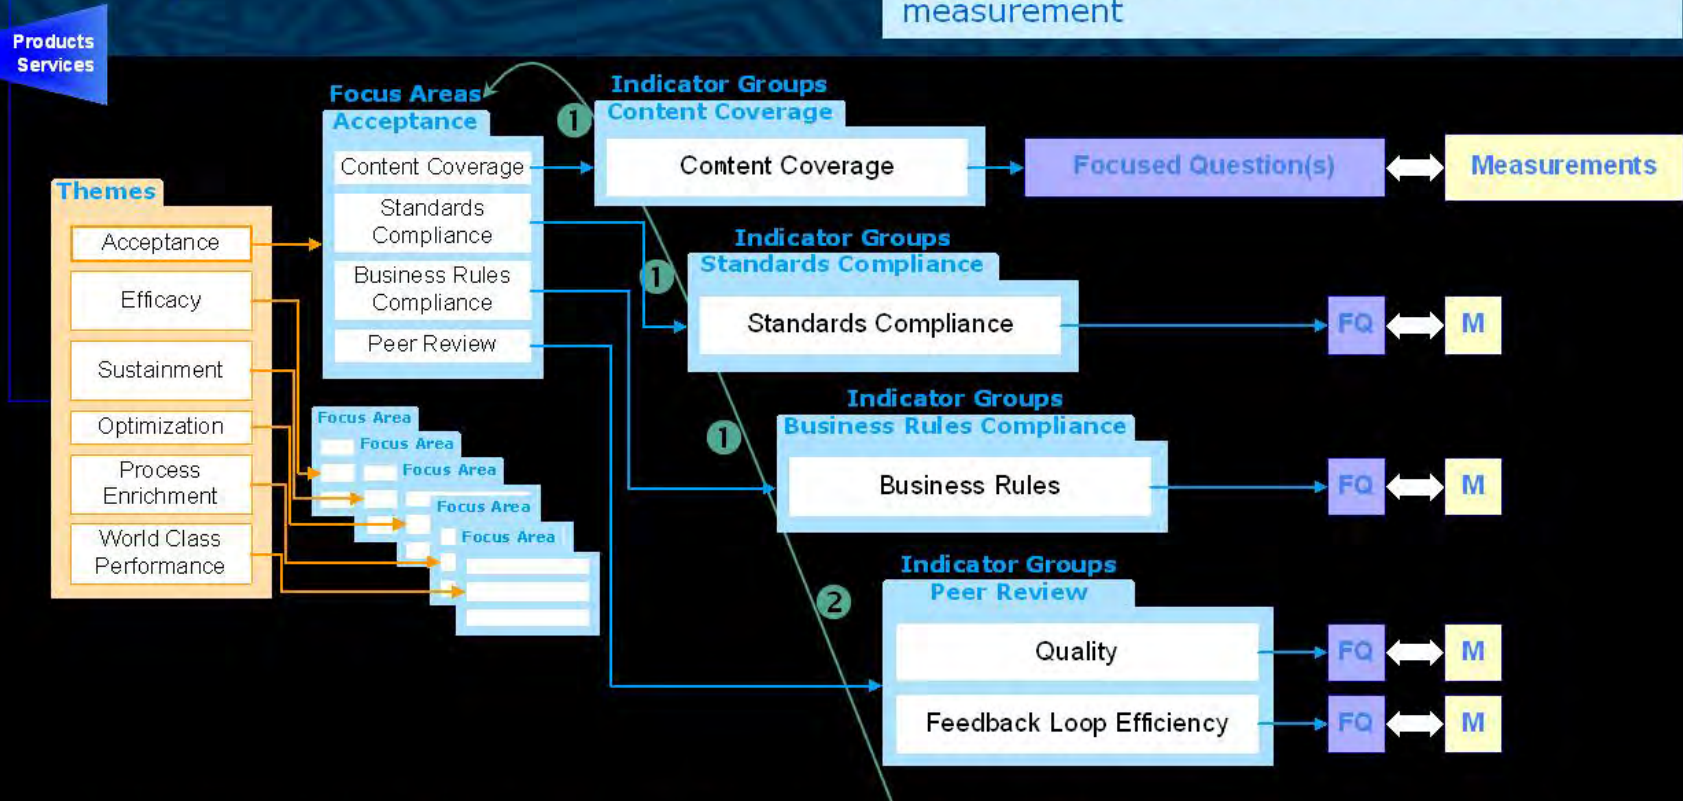 measurement
Products
Services
Themes
Acceptance
Efficacy
Sustainment
Optimization
Process
Enrichment
World Class
Performance
Focus Areas
Acceptance
Content Coverage
Standards
Compliance
Business Rules
Compliance
Peer Review
Focus Area
Focus Area
Focus Area
Focus Area
Focus Area
1
Indicator Groups
Content Coverage
Comtent Coverage
Focused Question(s)
Measurements
1
Indicator Groups
Standards Compliance
Standards Compliance
FQ
M
1
Indicator Groups
Business Rules Compliance
Business Rules
FQ
M
2
Indicator Groups
Peer Review
Quality
FQ
M
Feedback Loop Efficiency
FQ
M